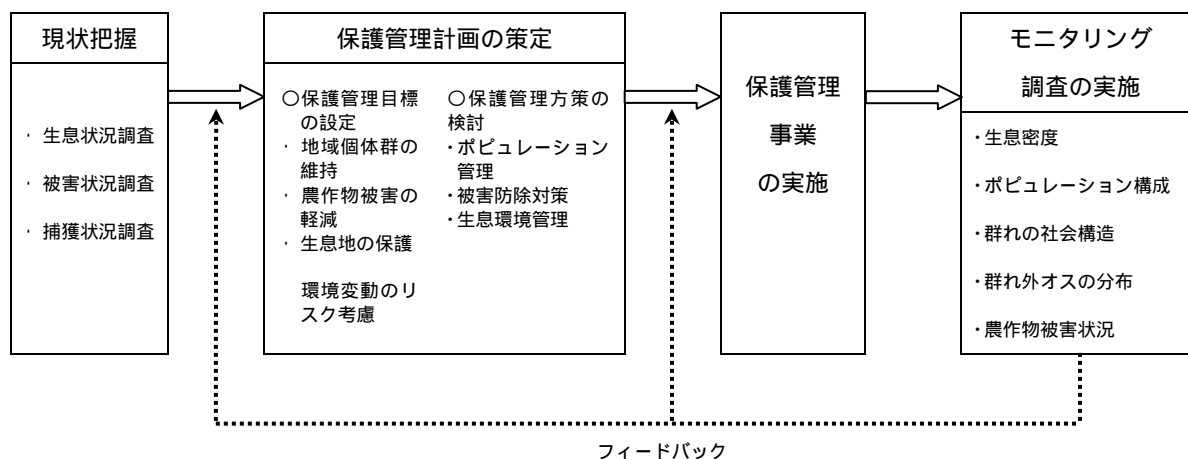 現状把握
· 生息状況調査
· 被害状況調査
· 捕獲状況調査
保護管理計画の策定
○保護管理目標
の設定
· 地域個体群の
維持
· 農作物被害の
軽減
· 生息地の保護
環境変動のリ
スク考慮
○保護管理方策の
検討
・ポピュレーション
管理
・被害防除対策
・生息環境管理
保護管理
事業
の実施
モニタリング
調査の実施
・生息密度
・ポピュレーション構成
・群れの社会構造
・群れ外オスの分布
・農作物被害状況
フィードバック